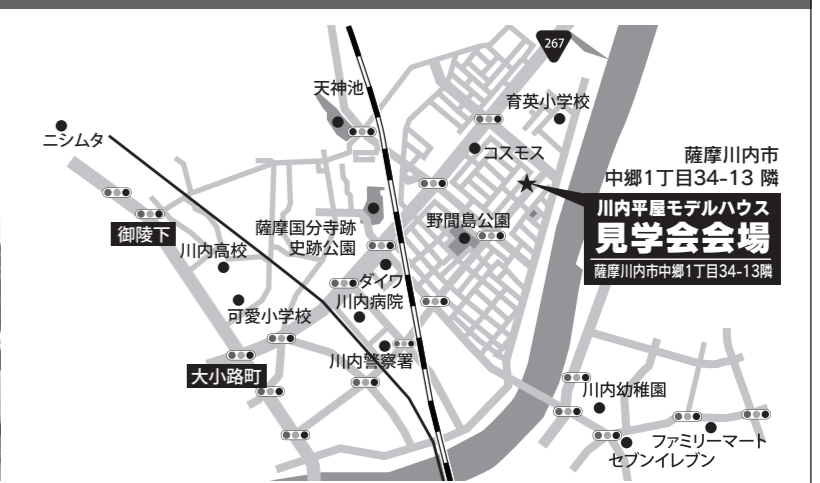 267
天神池
育英小学校
ニシムタ
コスモス
薩摩川内市
中郷1丁目34-13 隣
川内平屋モデルハウス
見学会会場
薩摩川内市中郷1丁目34-13隣
御陵下
川内高校
薩摩国分寺跡
史跡公園
野間島公園
ダイワ
川内病院
可愛小学校
川内警察署
大小路町
川内幼稚園
ファミリーマート
セブンイレブン